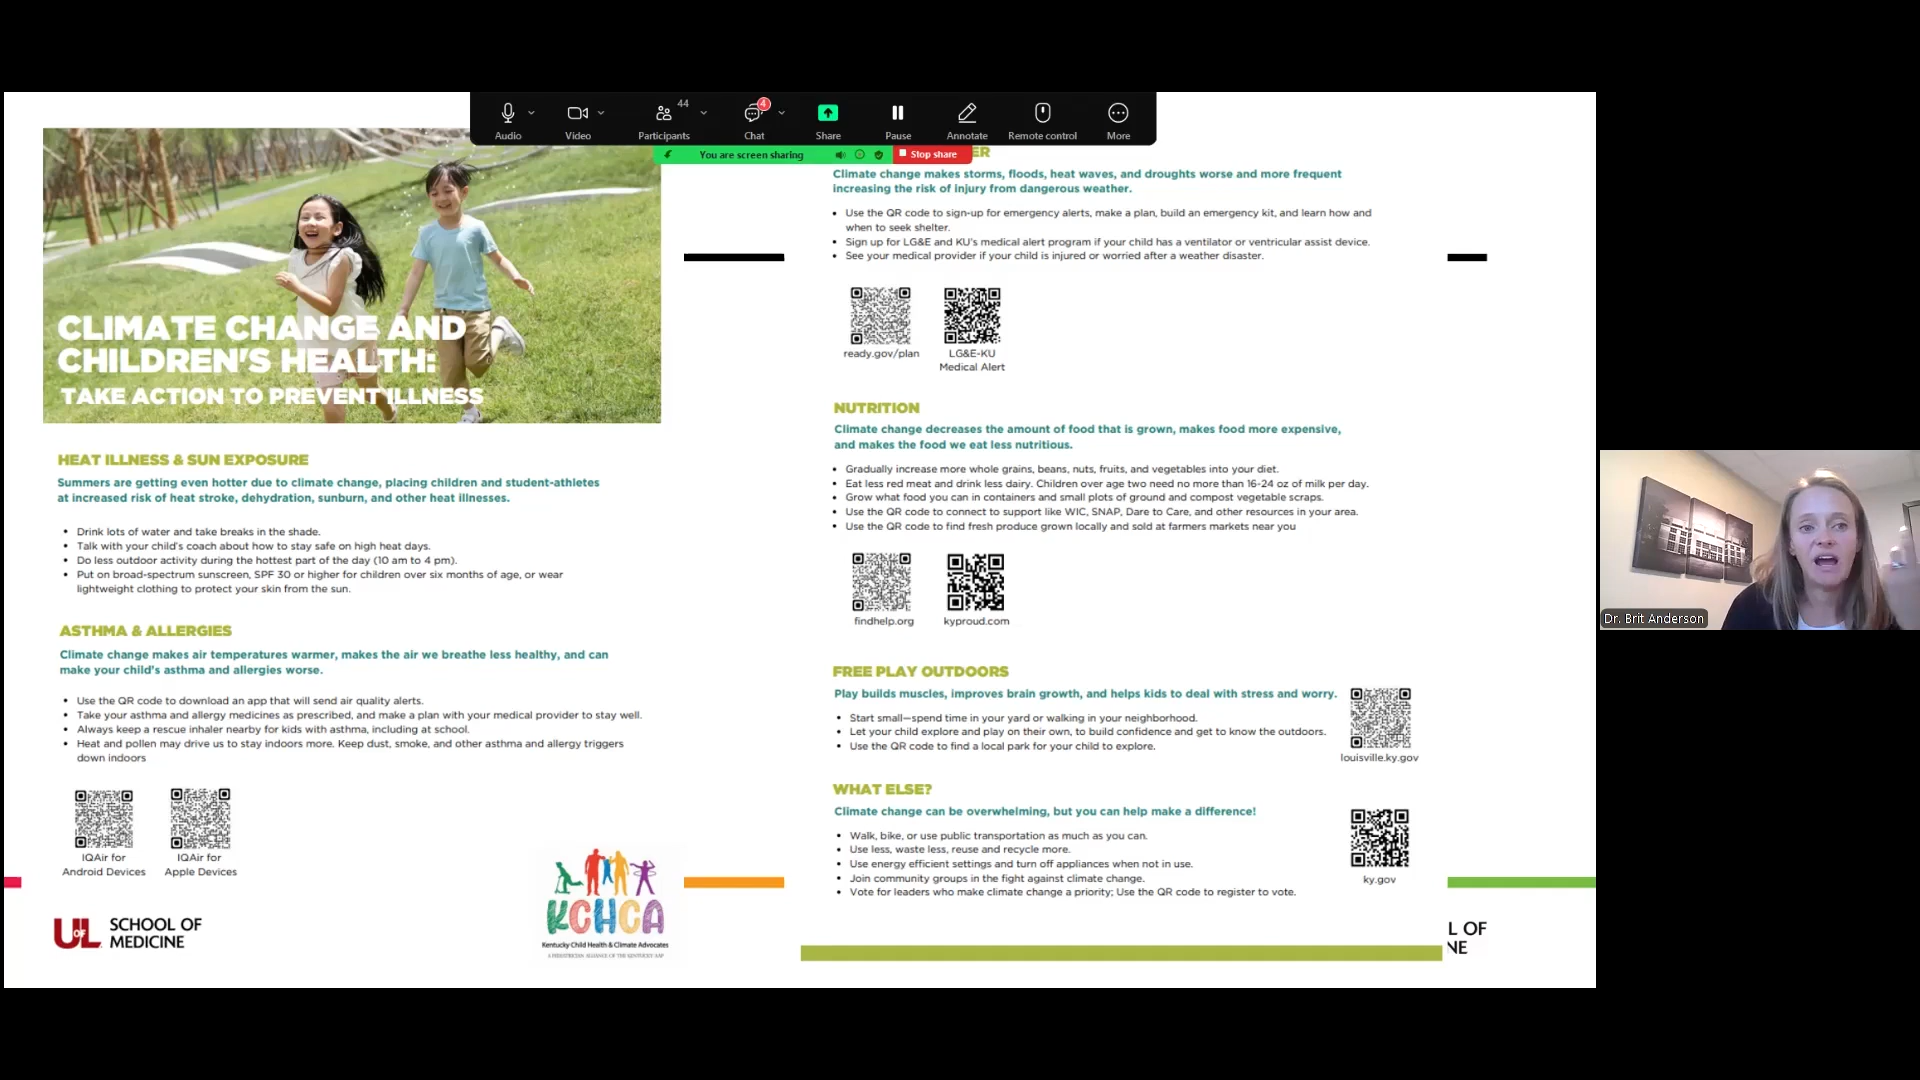 Audio
Video
44
Participants
4
Chat
Share
Pause
Annotate
Remote control
More
You are screen sharing
Stop share
CLIMATE CHANGE AND
CHILDREN'S HEALTH:
TAKE ACTION TO PREVENT ILLNESS
HEAT ILLNESS & SUN EXPOSURE
Summers are getting even hotter due to climate change, placing children and student-athletes
at increased risk of heat stroke, dehydration, sunburn, and other heat illnesses.
• Drink lots of water and take breaks in the shade.
• Talk with your child's coach about how to stay safe on high heat days.
• Do less outdoor activity during the hottest part of the day (10 am to 4 pm).
• Put on broad-spectrum sunscreen, SPF 30 or higher for children over six months of age, or wear
lightweight clothing to protect your skin from the sun.
ASTHMA & ALLERGIES
Climate change makes air temperatures warmer, makes the air we breathe less healthy, and can
make your child's asthma and allergies worse.
• Use the QR code to download an app that will send air quality alerts.
• Take your asthma and allergy medicines as prescribed, and make a plan with your medical provider to stay well.
• Always keep a rescue inhaler nearby for kids with asthma, including at school.
• Heat and pollen may drive us to stay indoors more. Keep dust, smoke, and other asthma and allergy triggers
down indoors
IQAir for
Android Devices
IQAir for
Apple Devices
UofL
SCHOOL OF
MEDICINE
KCHCA
Kentucky Child Health & Climate Advocates
A PEDIATRICIAN ALLIANCE OF THE KENTUCKY AAP
ER
Climate change makes storms, floods, heat waves, and droughts worse and more frequent
increasing the risk of injury from dangerous weather.
• Use the QR code to sign-up for emergency alerts, make a plan, build an emergency kit, and learn how and
when to seek shelter.
• Sign up for LG&E and KU's medical alert program if your child has a ventilator or ventricular assist device.
• See your medical provider if your child is injured or worried after a weather disaster.
ready.gov/plan
LG&E-KU
Medical Alert
NUTRITION
Climate change decreases the amount of food that is grown, makes food more expensive,
and makes the food we eat less nutritious.
• Gradually increase more whole grains, beans, nuts, fruits, and vegetables into your diet.
• Eat less red meat and drink less dairy. Children over age two need no more than 16-24 oz of milk per day.
• Grow what food you can in containers and small plots of ground and compost vegetable scraps.
• Use the QR code to connect to support like WIC, SNAP, Dare to Care, and other resources in your area.
• Use the QR code to find fresh produce grown locally and sold at farmers markets near you
findhelp.org
kyproud.com
FREE PLAY OUTDOORS
Play builds muscles, improves brain growth, and helps kids to deal with stress and worry.
• Start small—spend time in your yard or walking in your neighborhood.
• Let your child explore and play on their own, to build confidence and get to know the outdoors.
• Use the QR code to find a local park for your child to explore.
louisville.ky.gov
WHAT ELSE?
Climate change can be overwhelming, but you can help make a difference!
• Walk, bike, or use public transportation as much as you can.
• Use less, waste less, reuse and recycle more.
• Use energy efficient settings and turn off appliances when not in use.
• Join community groups in the fight against climate change.
• Vote for leaders who make climate change a priority; Use the QR code to register to vote.
ky.gov
L OF
NE
Dr. Brit Anderson